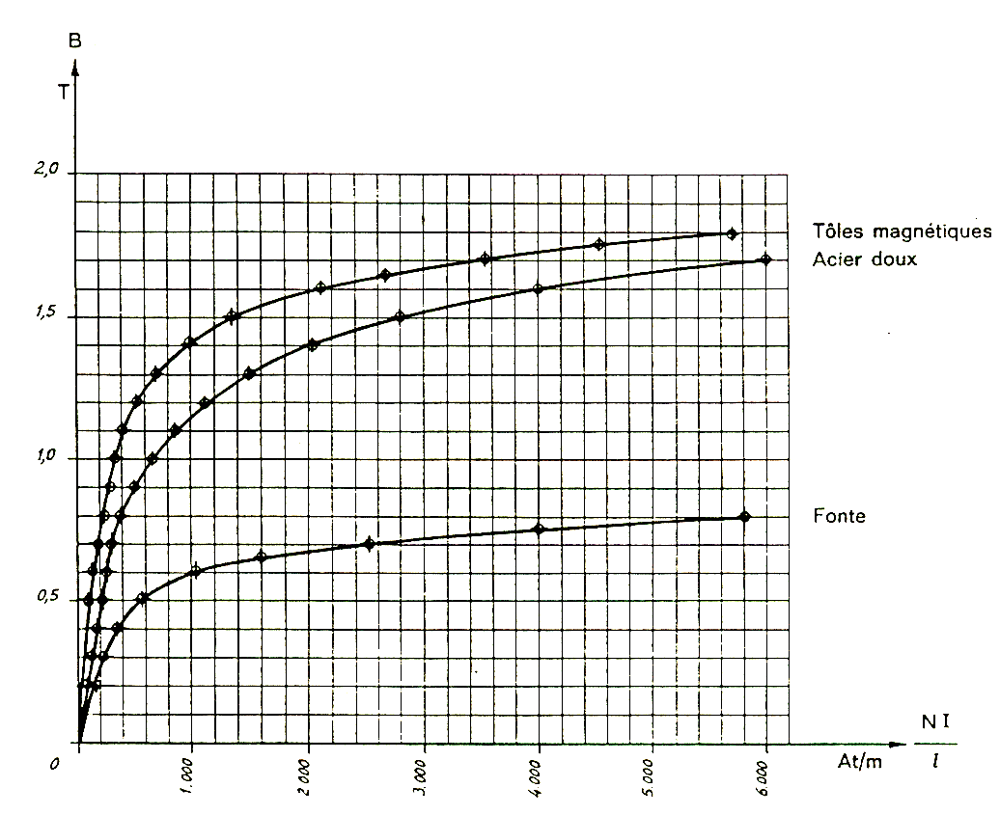 B
T
2,0
Tôles magnétiques
Acier doux
1,5
1,0
Fonte
0,5
N I
0 1.000 2.000 3.000 4.000 5.000 6.000 At/m l